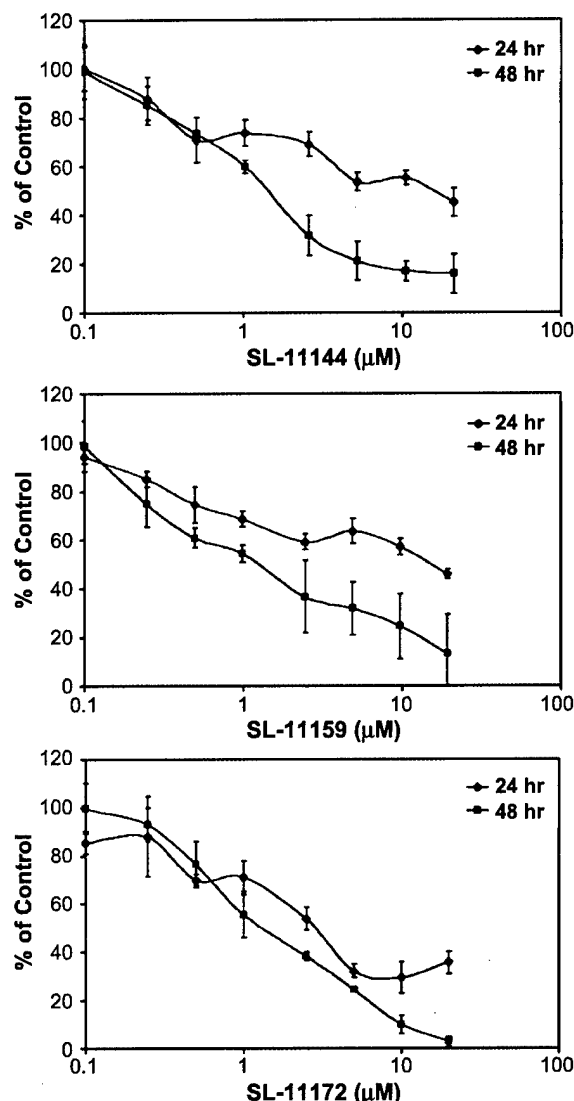 120
100
80
60
40
20
0
% of Control
24 hr
48 hr
0.1 1 10 100
SL-11144 (µM)
120
100
80
60
40
20
0
% of Control
24 hr
48 hr
0.1 1 10 100
SL-11159 (µM)
120
100
80
60
40
20
0
% of Control
24 hr
48 hr
0.1 1 10 100
SL-11172 (µM)